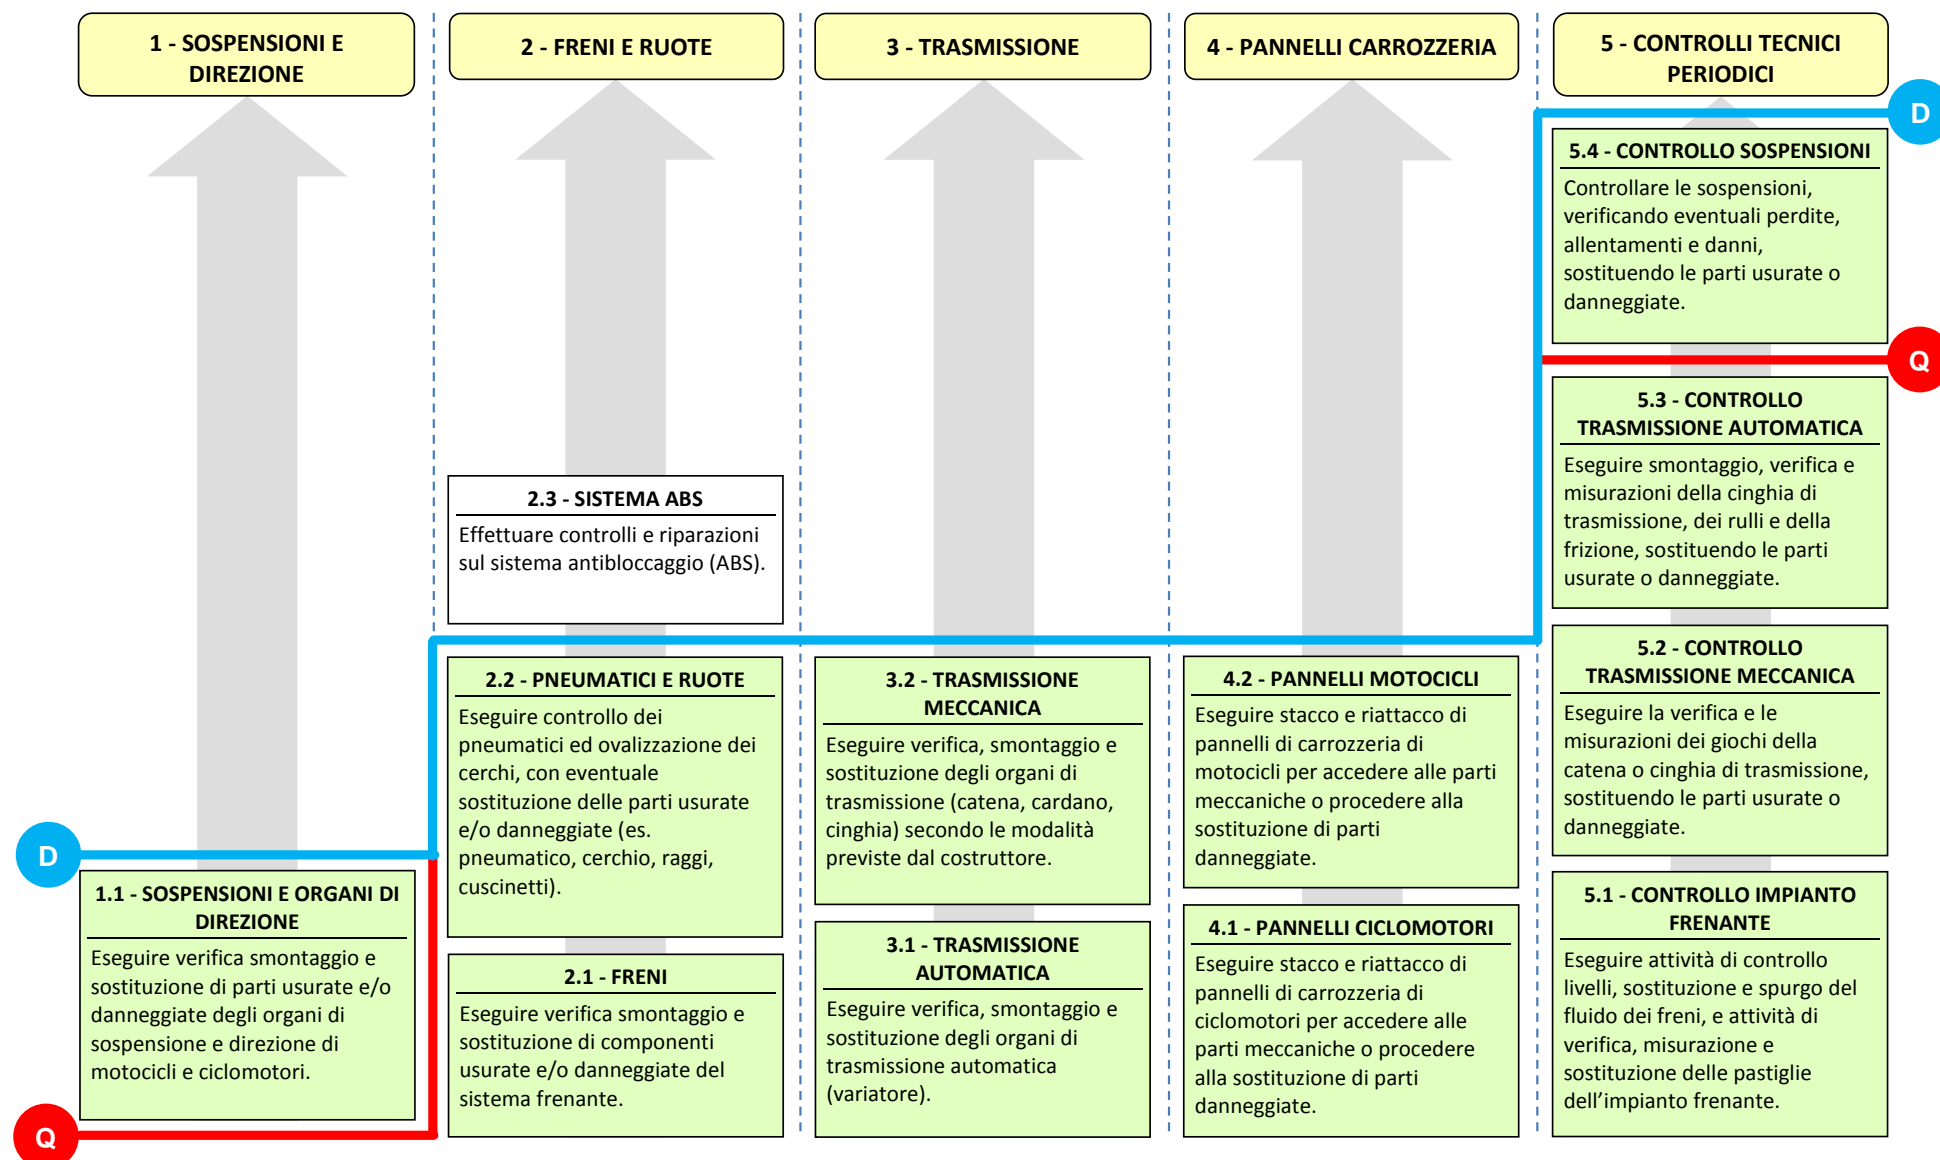 1 - SOSPENSIONI E
DIREZIONE
2 - FRENI E RUOTE
3 - TRASMISSIONE
4 - PANNELLI CARROZZERIA
5 - CONTROLLI TECNICI
PERIODICI
D
5.4 - CONTROLLO SOSPENSIONI
Controllare le sospensioni,
verificando eventuali perdite,
allentamenti e danni,
sostituendo le parti usurate o
danneggiate.
Q
5.3 - CONTROLLO
TRASMISSIONE AUTOMATICA
Eseguire smontaggio, verifica e
misurazioni della cinghia di
trasmissione, dei rulli e della
frizione, sostituendo le parti
usurate o danneggiate.
2.3 - SISTEMA ABS
Effettuare controlli e riparazioni
sul sistema antibloccaggio (ABS).
2.2 - PNEUMATICI E RUOTE
Eseguire controllo dei
pneumatici ed ovalizzazione dei
cerchi, con eventuale
sostituzione delle parti usurate
e/o danneggiate (es.
pneumatico, cerchio, raggi,
cuscinetti).
3.2 - TRASMISSIONE
MECCANICA
Eseguire verifica, smontaggio e
sostituzione degli organi di
trasmissione (catena, cardano,
cinghia) secondo le modalità
previste dal costruttore.
4.2 - PANNELLI MOTOCICLI
Eseguire stacco e riattacco di
pannelli di carrozzeria di
motocicli per accedere alle parti
meccaniche o procedere alla
sostituzione di parti
danneggiate.
5.2 - CONTROLLO
TRASMISSIONE MECCANICA
Eseguire la verifica e le
misurazioni dei giochi della
catena o cinghia di trasmissione,
sostituendo le parti usurate o
danneggiate.
D
1.1 - SOSPENSIONI E ORGANI DI
DIREZIONE
Eseguire verifica smontaggio e
sostituzione di parti usurate e/o
danneggiate degli organi di
sospensione e direzione di
motocicli e ciclomotori.
2.1 - FRENI
Eseguire verifica smontaggio e
sostituzione di componenti
usurate e/o danneggiate del
sistema frenante.
3.1 - TRASMISSIONE
AUTOMATICA
Eseguire verifica, smontaggio e
sostituzione degli organi di
trasmissione automatica
(variatore).
4.1 - PANNELLI CICLOMOTORI
Eseguire stacco e riattacco di
pannelli di carrozzeria di
ciclomotori per accedere alle
parti meccaniche o procedere
alla sostituzione di parti
danneggiate.
5.1 - CONTROLLO IMPIANTO
FRENANTE
Eseguire attività di controllo
livelli, sostituzione e spurgo del
fluido dei freni, e attività di
verifica, misurazione e
sostituzione delle pastiglie
dell’impianto frenante.
Q